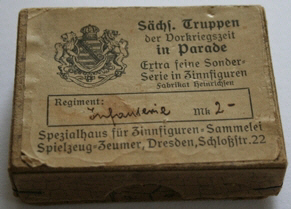 Sächs. Truppen
der Vorkriegszeit
in Parade
Extra feine Sonder-
Serie in Zinnfiguren
Fabrikat Heinrichsen
Regiment:
Infanterie Mk 2-
Spezialhaus für Zinnfiguren-Sammelei
Spielzeug-Zeumer, Dresden, Schloßstr. 22